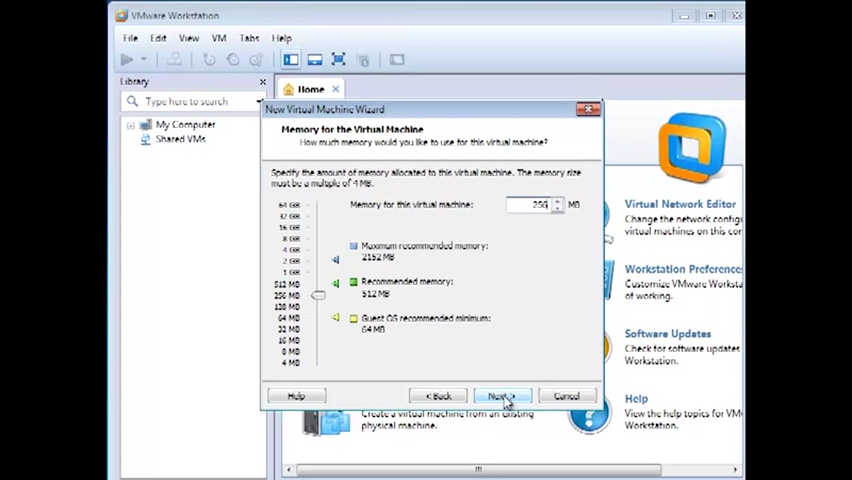 VMware Workstation
File Edit View VM Tabs Help
Library
Home
Type here to search
My Computer
Shared VMs
New Virtual Machine Wizard
Memory for the Virtual Machine
How much memory would you like to use for this virtual machine?
Specify the amount of memory allocated to this virtual machine. The memory size
must be a multiple of 4 MB.
Memory for this virtual machine: 256 MB
64 GB
32 GB
16 GB
8 GB
4 GB
2 GB
1 GB
512 MB
256 MB
128 MB
64 MB
32 MB
16 MB
8 MB
4 MB
Maximum recommended memory:
2152 MB
Recommended memory:
512 MB
Guest OS recommended minimum:
64 MB
Help
< Back
Next >
Cancel
Virtual Network Editor
Change the network config
virtual machines on this co
Workstation Preference
Customize VMware Worksta
of working.
Software Updates
Check for software updates
Workstation.
Help
View the help topics for VM
Workstation.
Create a virtual machine from an existing
physical machine.